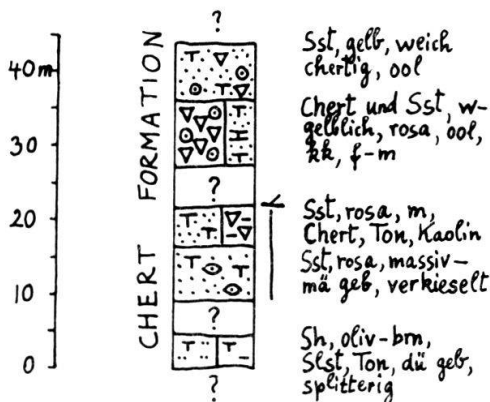 ?
40m
30
20
10
0
CHERT FORMATION
?
?
?
Sst, gelb, weich
chertig, ool
Chert und Sst, w-
gelblich, rosa, ool,
kk, f-m
Sst, rosa, m,
Chert, Ton, Kaolin
Sst, rosa, massiv-
mä geb, verkieselt
Sh, oliv-brn,
Slst, Ton, dü geb,
splitterig